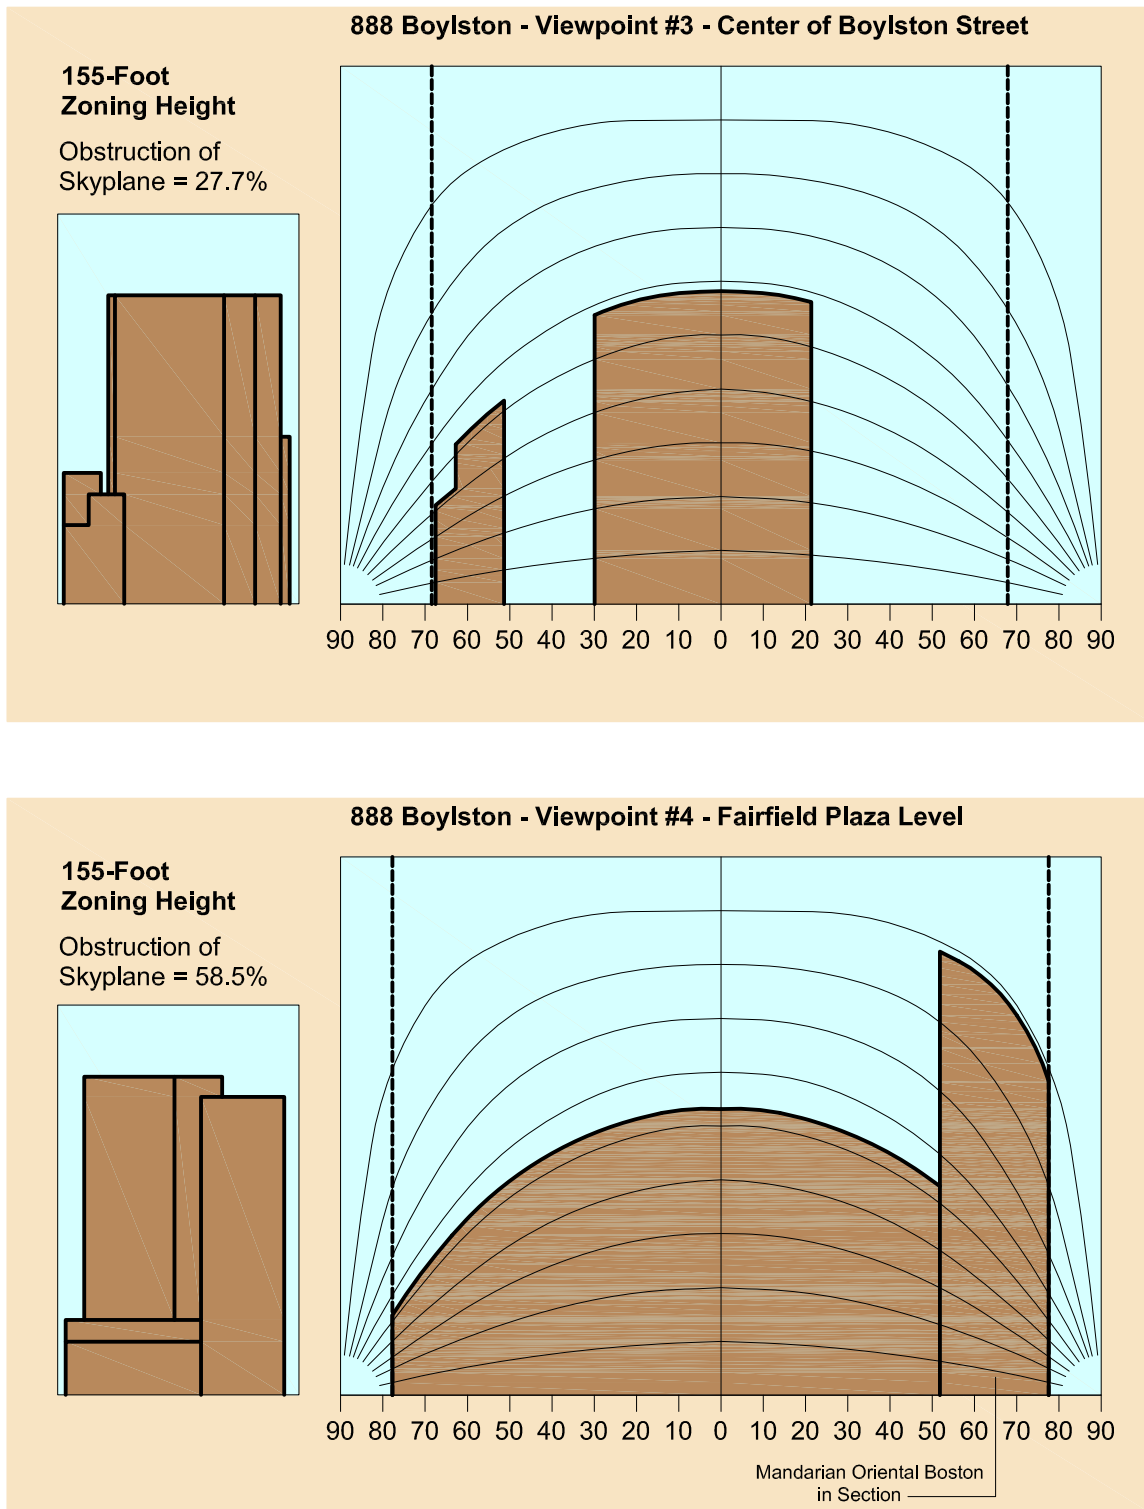 888 Boylston - Viewpoint #3 - Center of Boylston Street
155-Foot
Zoning Height
Obstruction of
Skyplane = 27.7%
90 80 70 60 50 40 30 20 10 0 10 20 30 40 50 60 70 80 90
888 Boylston - Viewpoint #4 - Fairfield Plaza Level
155-Foot
Zoning Height
Obstruction of
Skyplane = 58.5%
90 80 70 60 50 40 30 20 10 0 10 20 30 40 50 60 70 80 90
Mandarian Oriental Boston
in Section